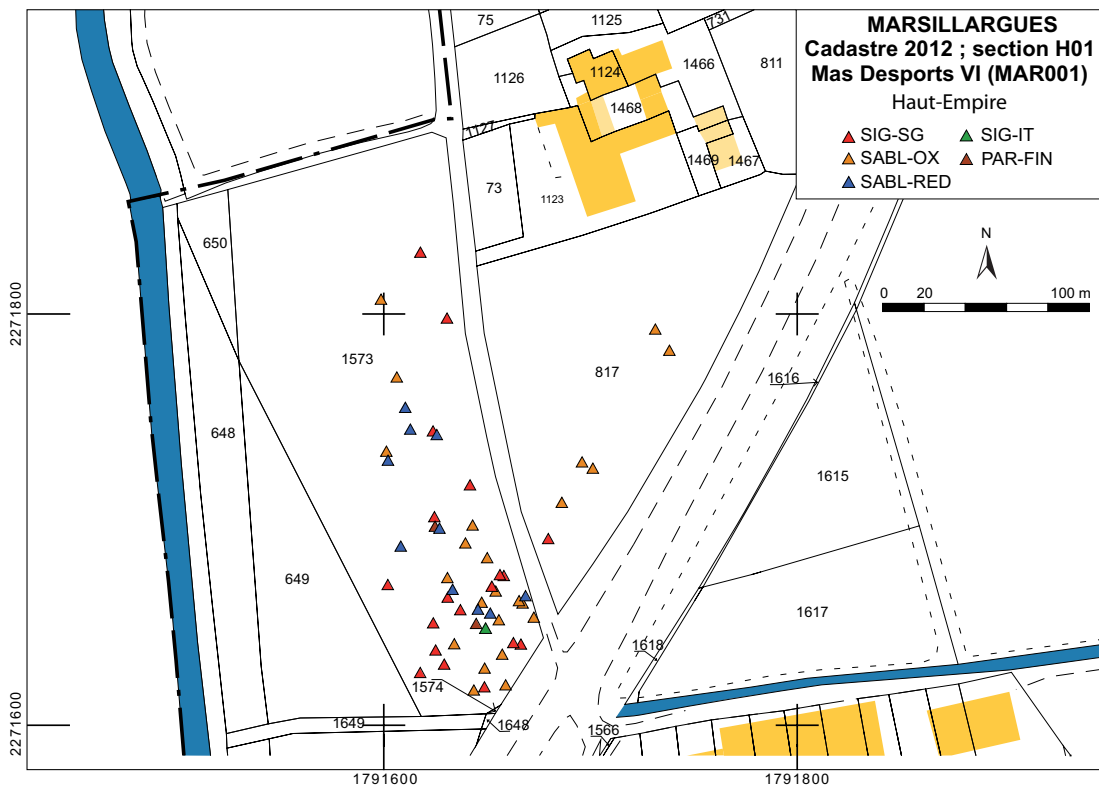 MARSILLARGUES
Cadastre 2012 ; section H01
Mas Desports VI (MAR001)
Haut-Empire
SIG-SG
SIG-IT
SABL-OX
PAR-FIN
SABL-RED
N
0 20 100 m
75
1125
731
1126
1124
1466
811
1468
1127
1469
1467
73
1123
650
2271800
1573
817
1616
648
1615
649
1617
1618
1574
2271600
1649
1648
1566
1791600
1791800